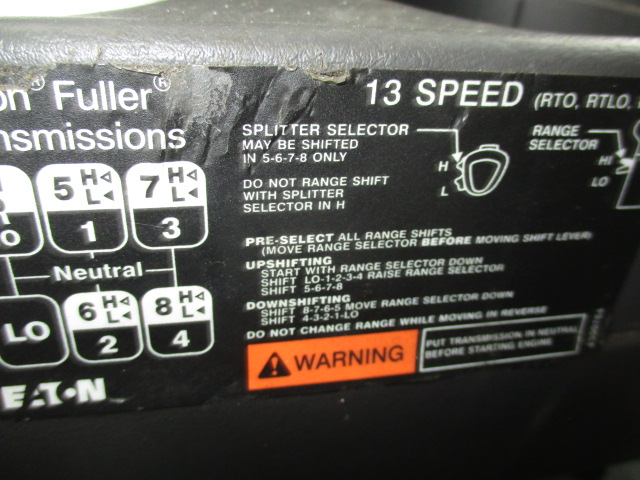 on® Fuller®
nsmissions
R
O
5 H
L
1
7 H
L
3
Neutral
LO
6 H
L
2
8 H
L
4
EATON
13 SPEED (RTO, RTLO,
SPLITTER SELECTOR
MAY BE SHIFTED
IN 5-6-7-8 ONLY
DO NOT RANGE SHIFT
WITH SPLITTER
SELECTOR IN H
H
L
RANGE
SELECTOR
HI
LO
PRE-SELECT ALL RANGE SHIFTS
(MOVE RANGE SELECTOR BEFORE MOVING SHIFT LEVER)
UPSHIFTING
START WITH RANGE SELECTOR DOWN
SHIFT LO-1-2-3-4 RAISE RANGE SELECTOR
SHIFT 5-6-7-8
DOWNSHIFTING
SHIFT 8-7-6-5 MOVE RANGE SELECTOR DOWN
SHIFT 4-3-2-1-LO
DO NOT CHANGE RANGE WHILE MOVING IN REVERSE
WARNING
PUT TRANSMISSION IN NEUTRAL
BEFORE STARTING ENGINE